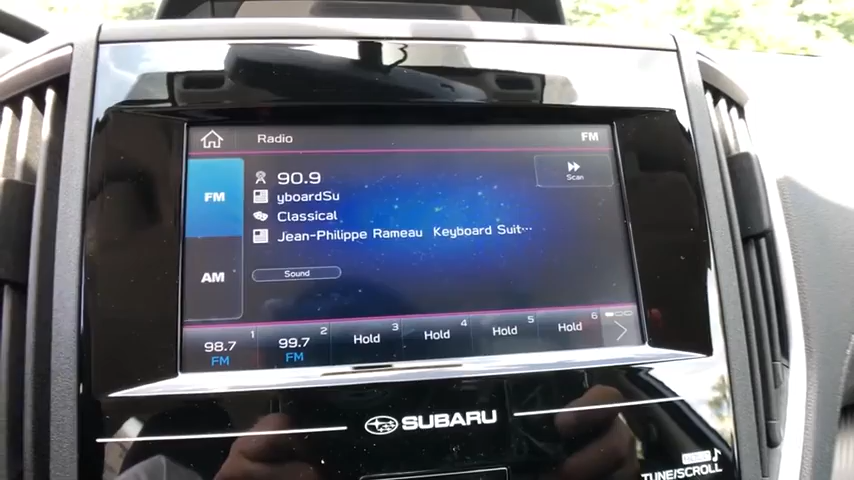 Radio
FM
90.9
Scan
FM
yboardSu
Classical
Jean-Philippe Rameau Keyboard Suit...
Sound
AM
98.7 FM 1
99.7 FM 2
Hold 3
Hold 4
Hold 5
Hold 6
SUBARU
TUNE/SCROLL